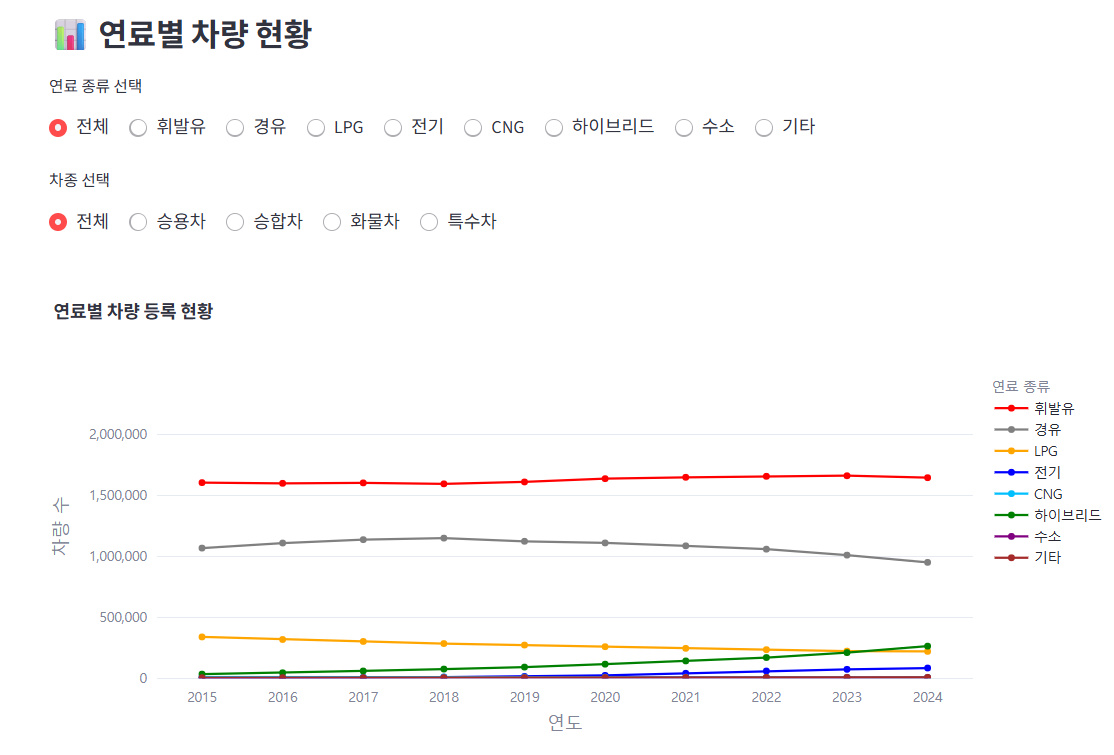 연료별 차량 현황
연료 종류 선택
전체 휘발유 경유 LPG 전기 CNG 하이브리드 수소 기타
차종 선택
전체 승용차 승합차 화물차 특수차
연료별 차량 등록 현황
연료 종류
휘발유
경유
LPG
전기
CNG
하이브리드
수소
기타
차량 수
2,000,000
1,500,000
1,000,000
500,000
0
2015 2016 2017 2018 2019 2020 2021 2022 2023 2024
연도